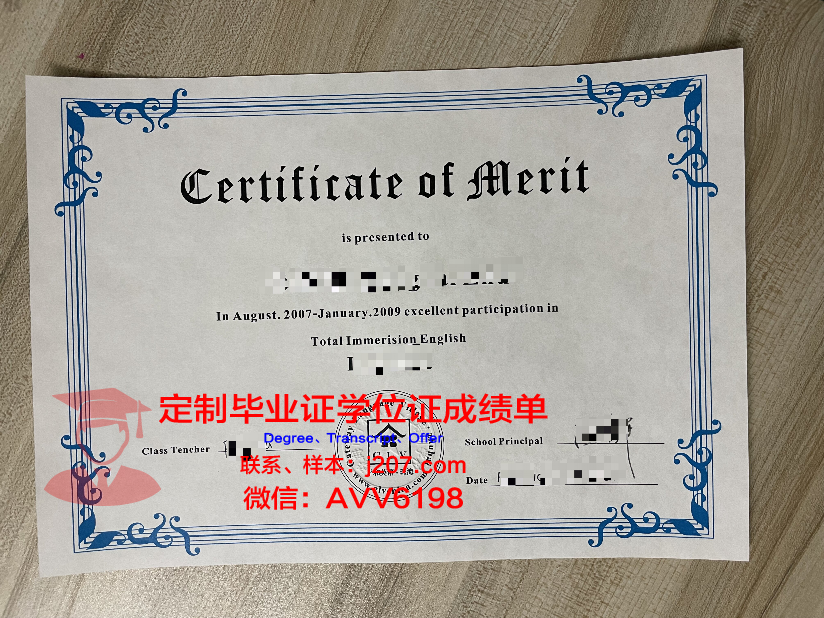 Certificate of Merit
is presented to
In August. 2007-January.2009 excellent participation in
Total Immerision English
定制毕业证学位证成绩单
Degree、Transcript、Offer
Class Tencher
School Principal
联系、样本：j207.com
Date
微信：AVV6198